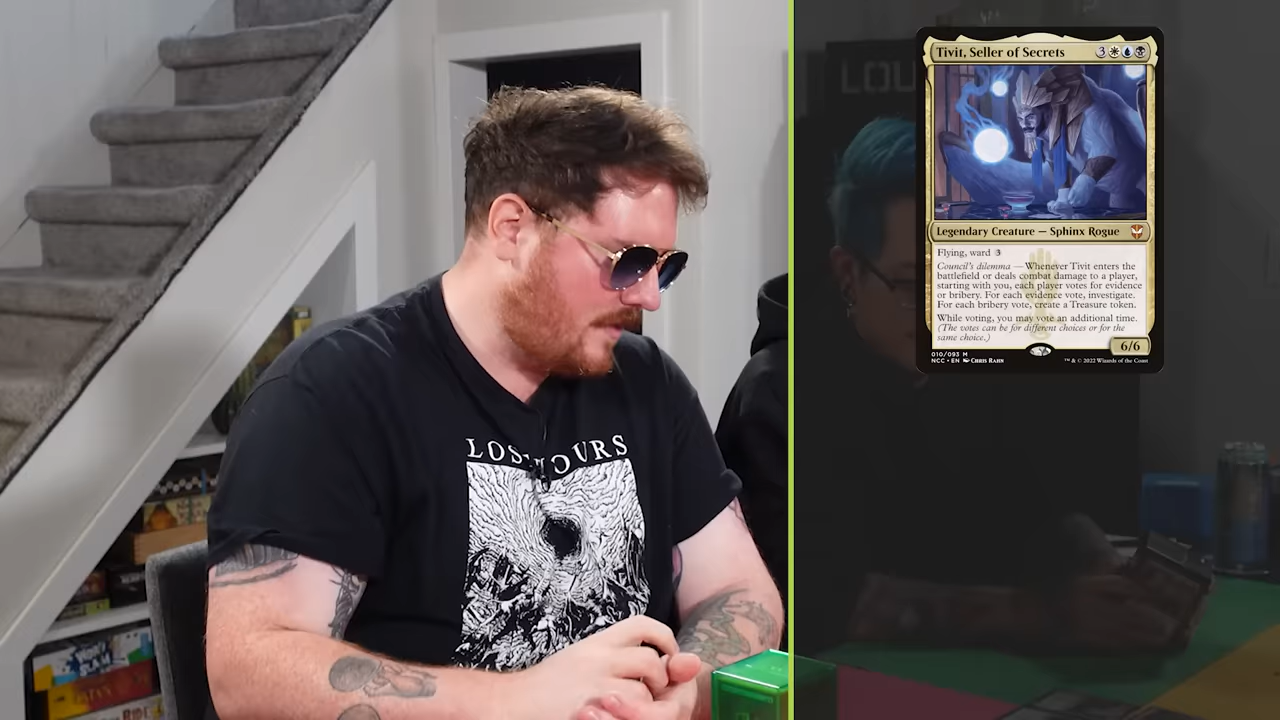 LOST HOURS
LOU
Tivit, Seller of Secrets 3
Legendary Creature — Sphinx Rogue
Flying, ward 3
Council's dilemma — Whenever Tivit enters the
battlefield or deals combat damage to a player,
starting with you, each player votes for evidence
or bribery. For each evidence vote, investigate.
For each bribery vote, create a Treasure token.
While voting, you may vote an additional time.
(The votes can be for different choices or for the
same choice.)
6/6
010/093 M
NCC • EN Chris Rahn
™ & © 2022 Wizards of the Coast